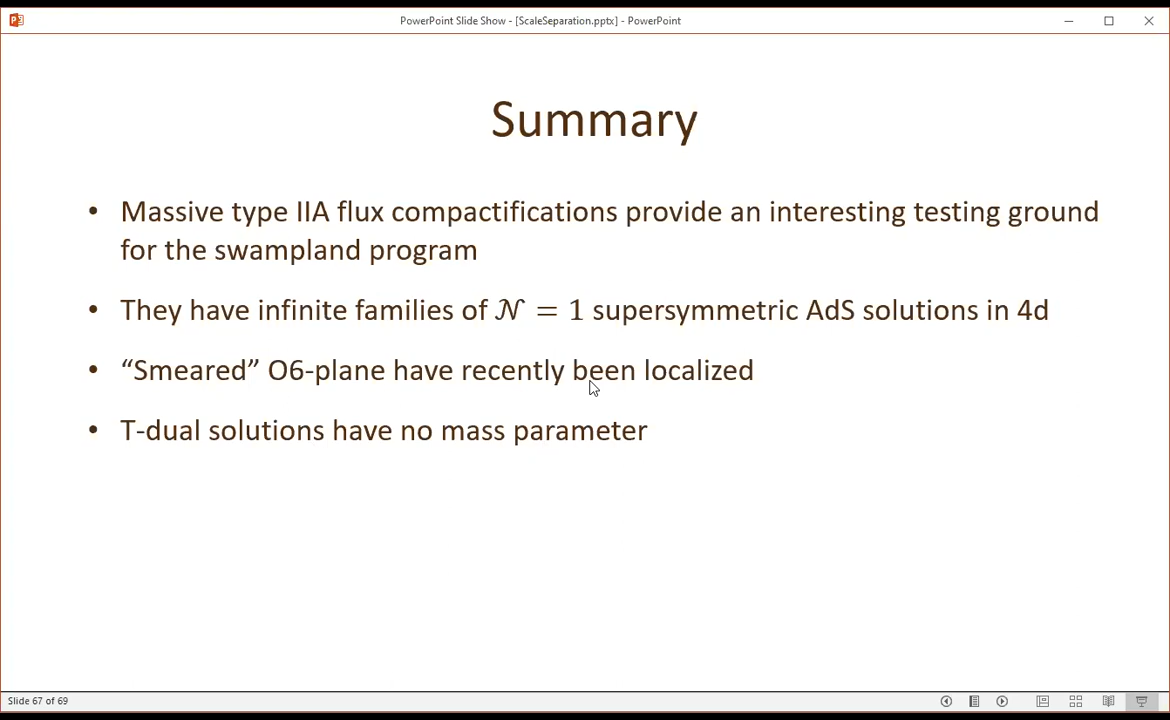 PowerPoint Slide Show - [ScaleSeparation.pptx] - PowerPoint
Summary
• Massive type IIA flux compactifications provide an interesting testing ground
for the swampland program
• They have infinite families of 𝒩 = 1 supersymmetric AdS solutions in 4d
• “Smeared” O6-plane have recently been localized
• T-dual solutions have no mass parameter
Slide 67 of 69